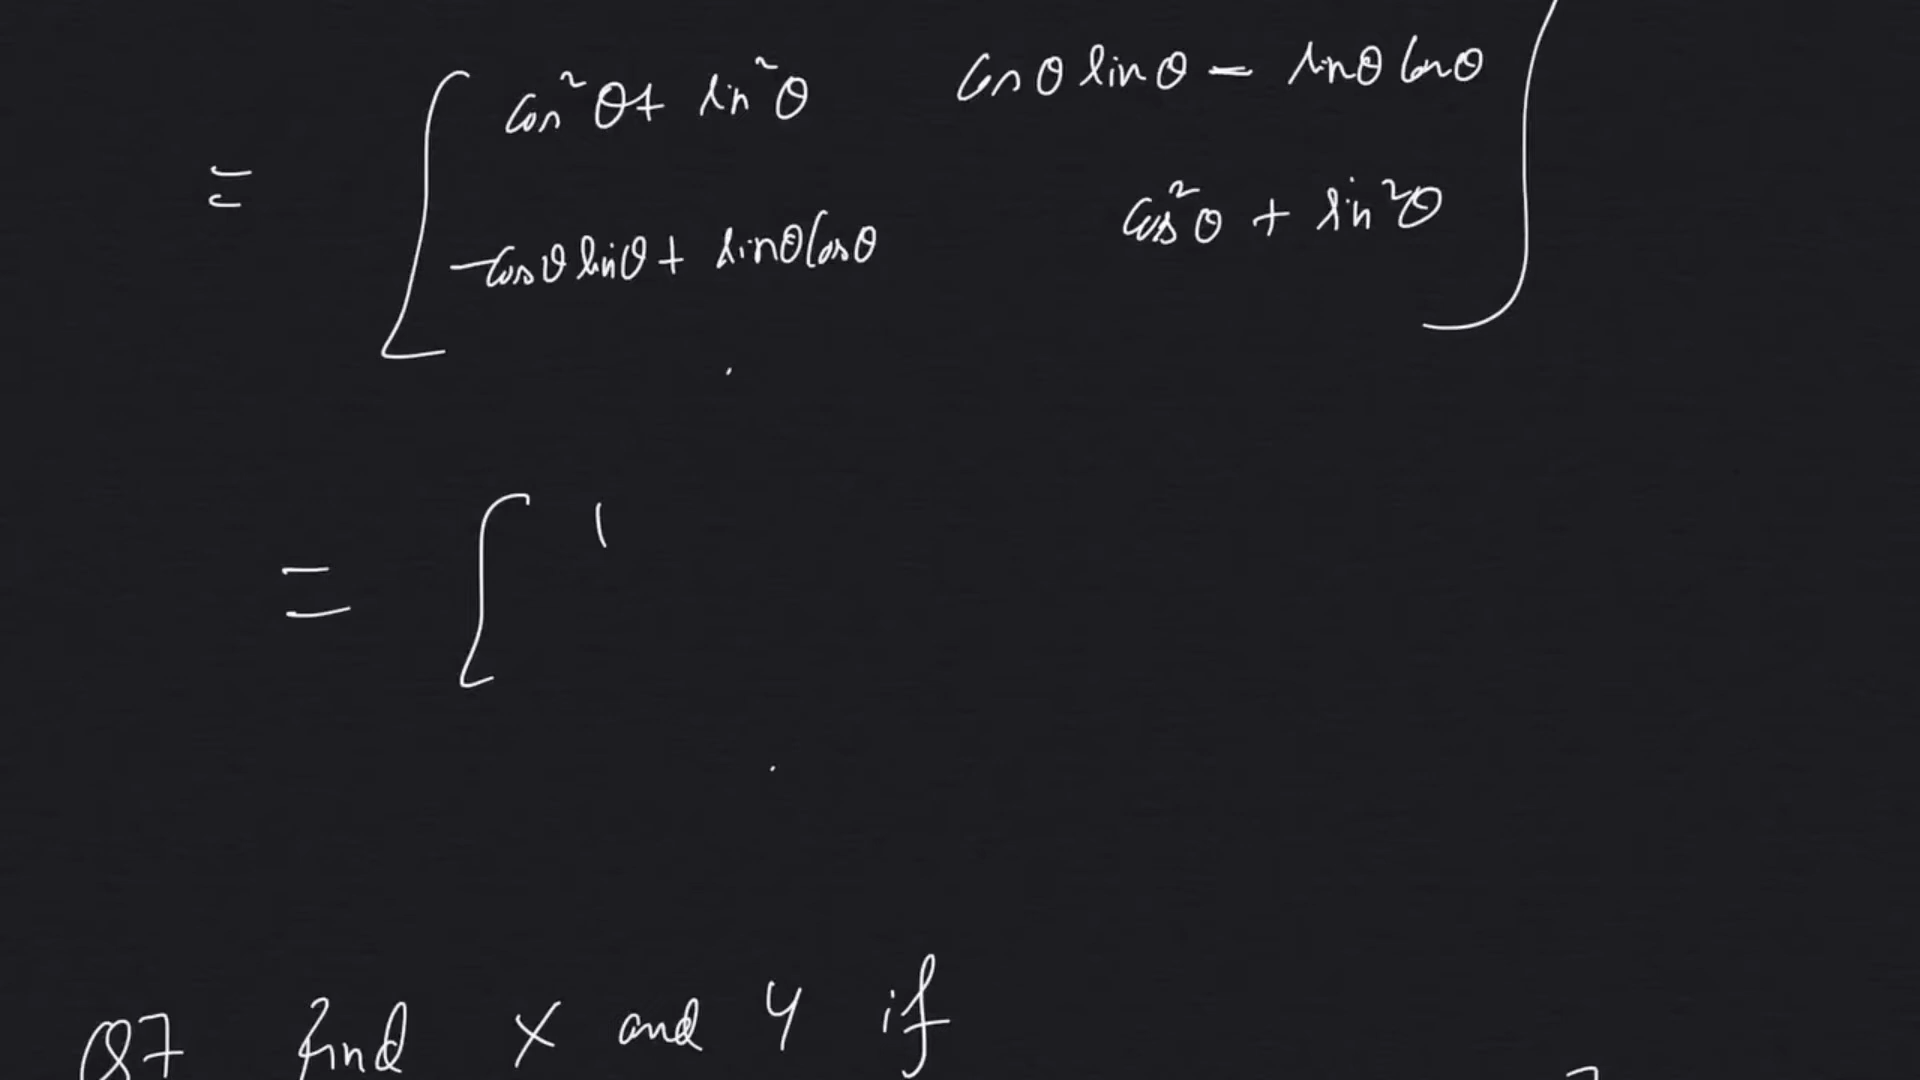 = [ cos²θ + sin²θ   cosθ sinθ - sinθ cosθ
-cosθ sinθ + sinθ cosθ   cos²θ + sin²θ ]
= [ 1
Q7 find X and Y if